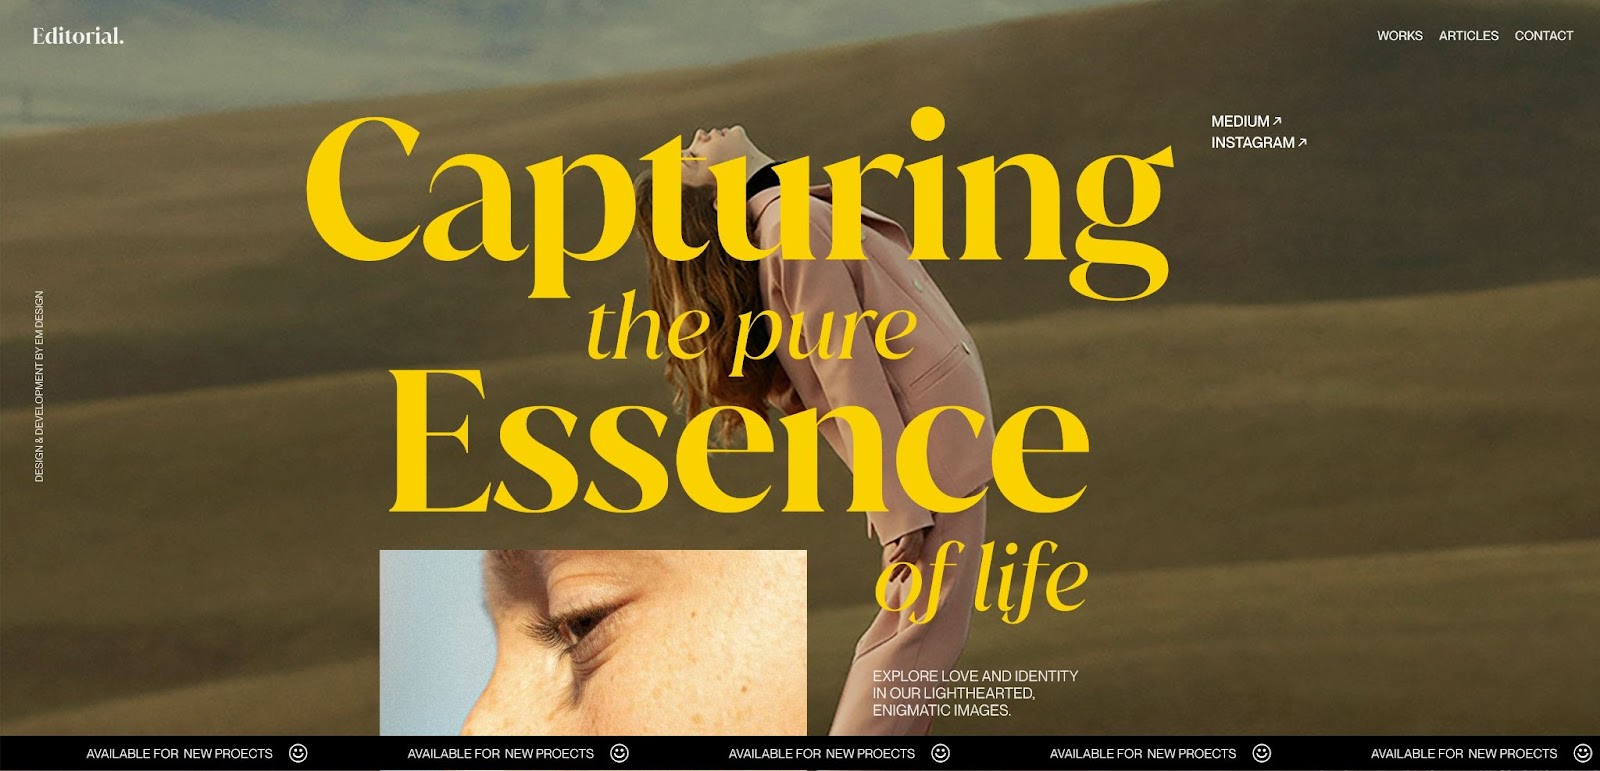 Editorial.
WORKS ARTICLES CONTACT
MEDIUM ↗
INSTAGRAM ↗
Capturing
the pure
Essence
of life
DESIGN & DEVELOPMENT BY EM DESIGN
EXPLORE LOVE AND IDENTITY
IN OUR LIGHTHEARTED,
ENIGMATIC IMAGES.
AVAILABLE FOR NEW PROECTS AVAILABLE FOR NEW PROECTS AVAILABLE FOR NEW PROECTS AVAILABLE FOR NEW PROECTS AVAILABLE FOR NEW PROECTS